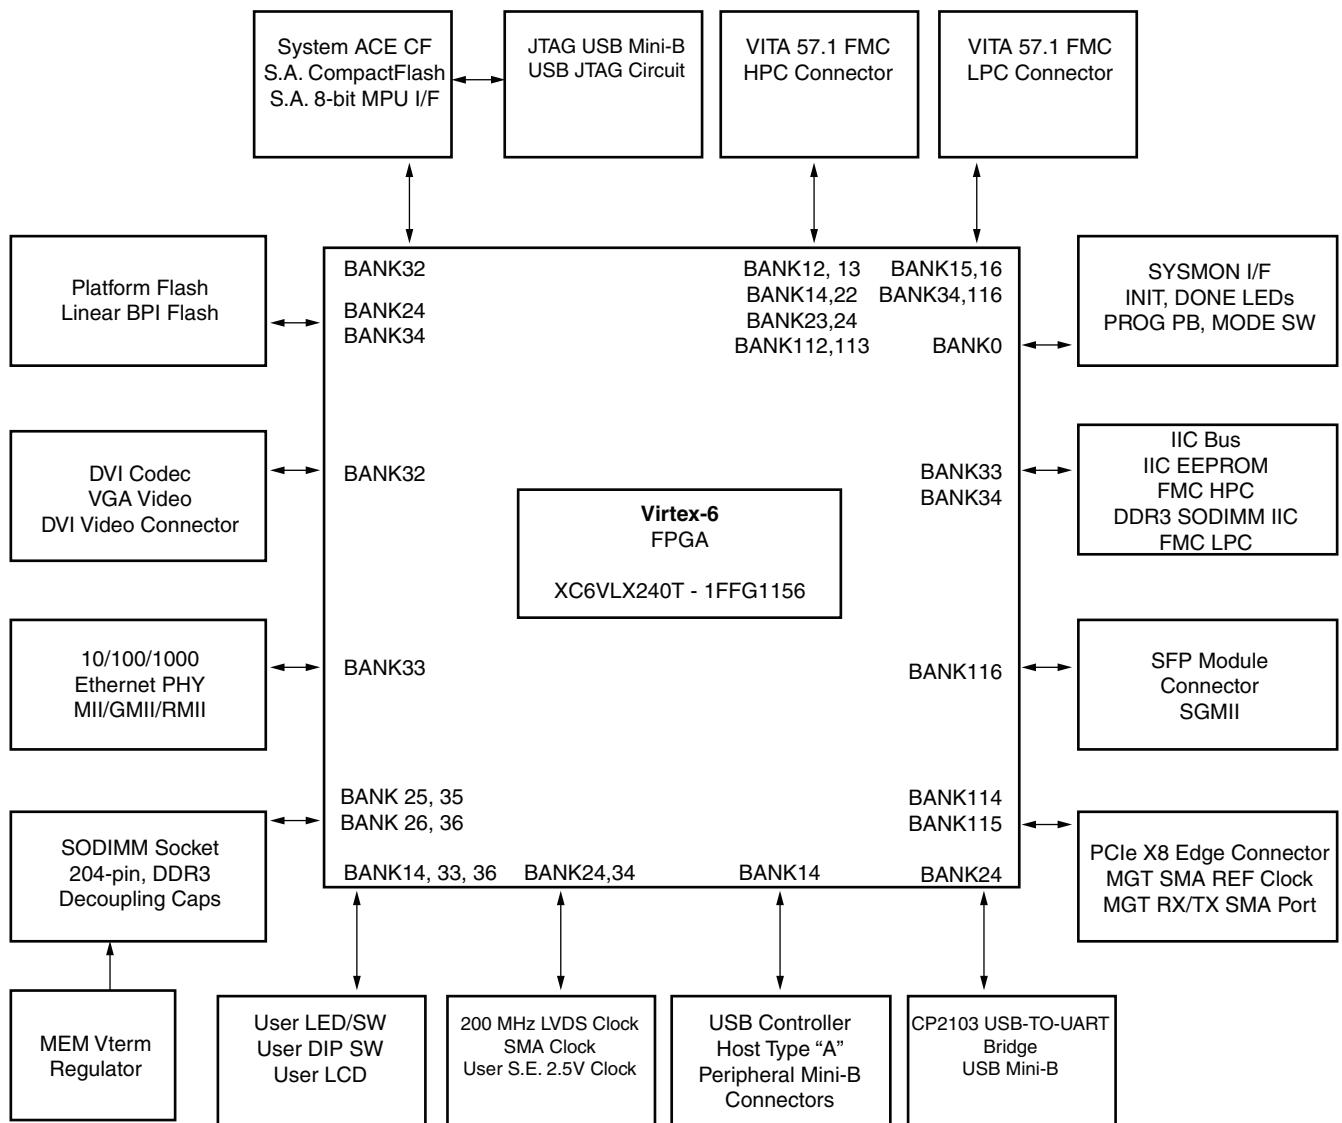 System ACE CF
S.A. CompactFlash
S.A. 8-bit MPU I/F
JTAG USB Mini-B
USB JTAG Circuit
VITA 57.1 FMC
HPC Connector
VITA 57.1 FMC
LPC Connector
Platform Flash
Linear BPI Flash
BANK32
BANK24
BANK34
BANK12, 13
BANK14,22
BANK23,24
BANK112,113
BANK15,16
BANK34,116
BANK0
SYSMON I/F
INIT, DONE LEDs
PROG PB, MODE SW
DVI Codec
VGA Video
DVI Video Connector
BANK32
Virtex-6
FPGA
XC6VLX240T - 1FFG1156
BANK33
BANK34
IIC Bus
IIC EEPROM
FMC HPC
DDR3 SODIMM IIC
FMC LPC
10/100/1000
Ethernet PHY
MII/GMII/RMII
BANK33
BANK116
SFP Module
Connector
SGMII
SODIMM Socket
204-pin, DDR3
Decoupling Caps
BANK 25, 35
BANK 26, 36
BANK114
BANK115
PCIe X8 Edge Connector
MGT SMA REF Clock
MGT RX/TX SMA Port
BANK14, 33, 36
BANK24,34
BANK14
BANK24
MEM Vterm
Regulator
User LED/SW
User DIP SW
User LCD
200 MHz LVDS Clock
SMA Clock
User S.E. 2.5V Clock
USB Controller
Host Type “A”
Peripheral Mini-B
Connectors
CP2103 USB-TO-UART
Bridge
USB Mini-B